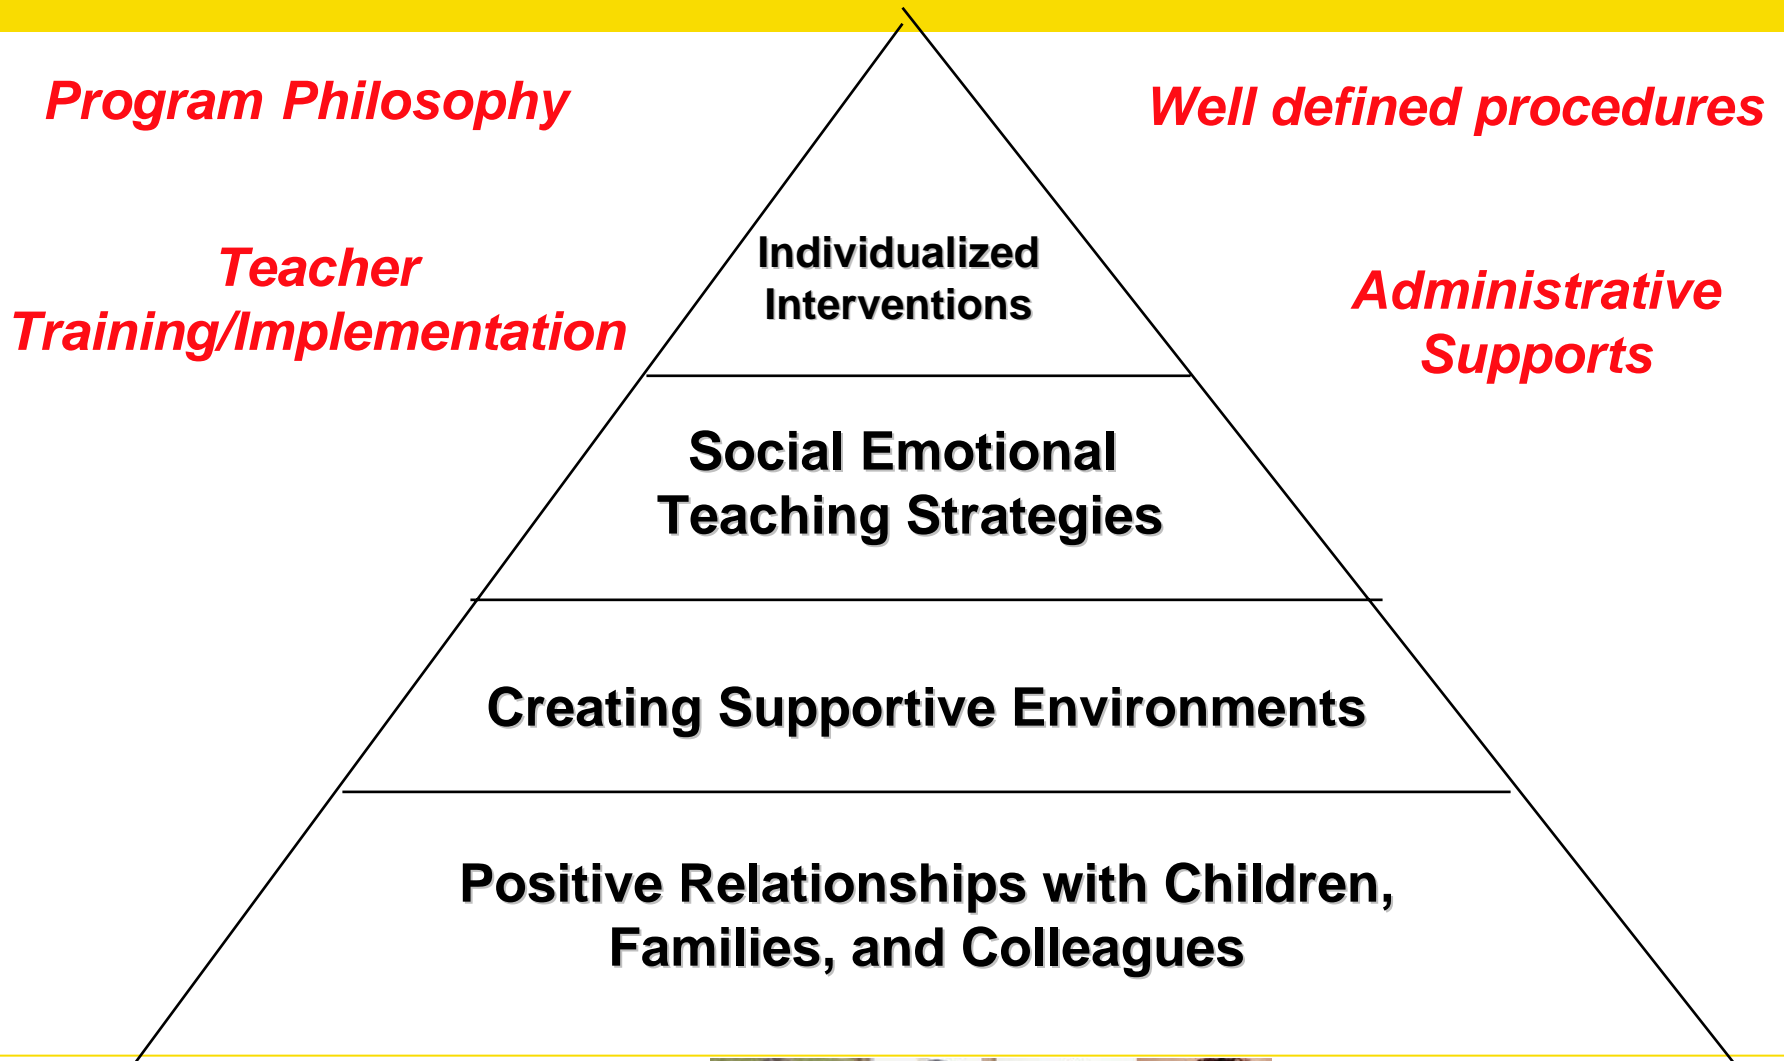 Program Philosophy
Well defined procedures
Teacher
Training/Implementation
Administrative
Supports
Individualized
Interventions
Social Emotional
Teaching Strategies
Creating Supportive Environments
Positive Relationships with Children,
Families, and Colleagues